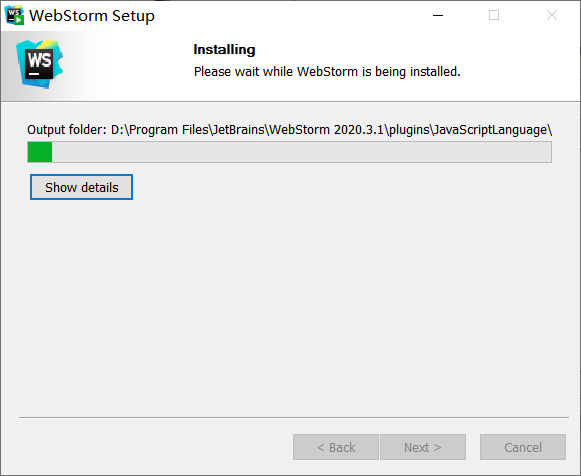 WebStorm Setup
WS
Installing
Please wait while WebStorm is being installed.
Output folder: D:\Program Files\JetBrains\WebStorm 2020.3.1\plugins\JavaScriptLanguage\
Show details
< Back
Next >
Cancel